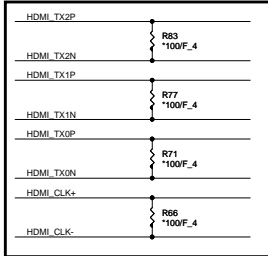 HDMI_TX2P
R83
*100/F_4
HDMI_TX2N
HDMI_TX1P
R77
*100/F_4
HDMI_TX1N
HDMI_TX0P
R71
*100/F_4
HDMI_TX0N
HDMI_CLK+
R66
*100/F_4
HDMI_CLK-